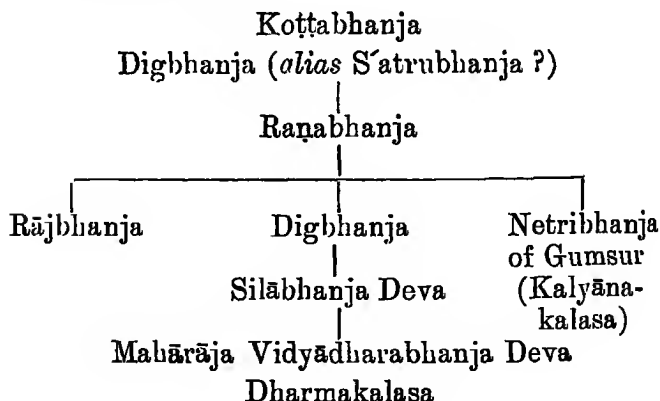 Koṭṭabhanja
Digbhanja (alias S´atrubhanja ?)
Raṇabhanja
Rājbhanja Digbhanja Netribhanja
of Gumsur
Silābhanja Deva (Kalyāna-
kalasa)
Mahārāja Vidyādharabhanja Deva
Dharmakalasa